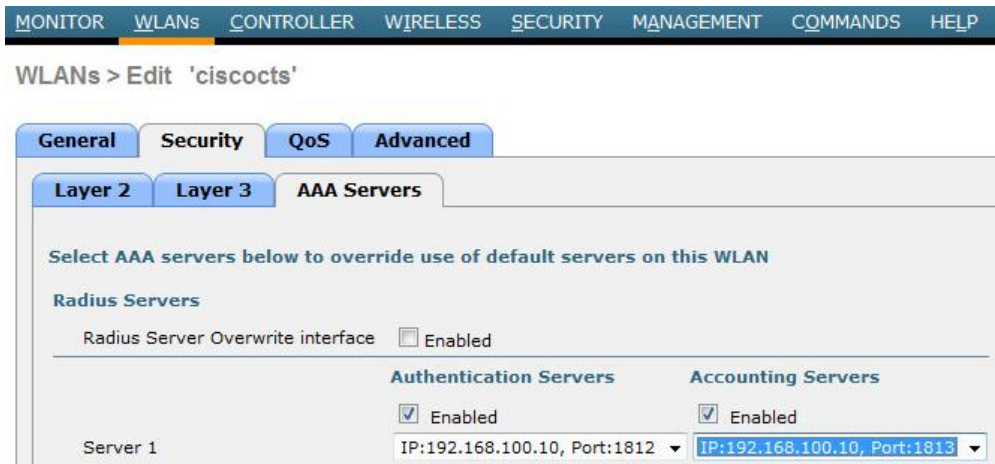 MONITOR WLANs CONTROLLER WIRELESS SECURITY MANAGEMENT COMMANDS HELP
WLANs > Edit 'ciscocts'
General Security QoS Advanced
Layer 2 Layer 3 AAA Servers
Select AAA servers below to override use of default servers on this WLAN
Radius Servers
Radius Server Overwrite interface Enabled
Authentication Servers Accounting Servers
Enabled Enabled
Server 1 IP:192.168.100.10, Port:1812 IP:192.168.100.10, Port:1813